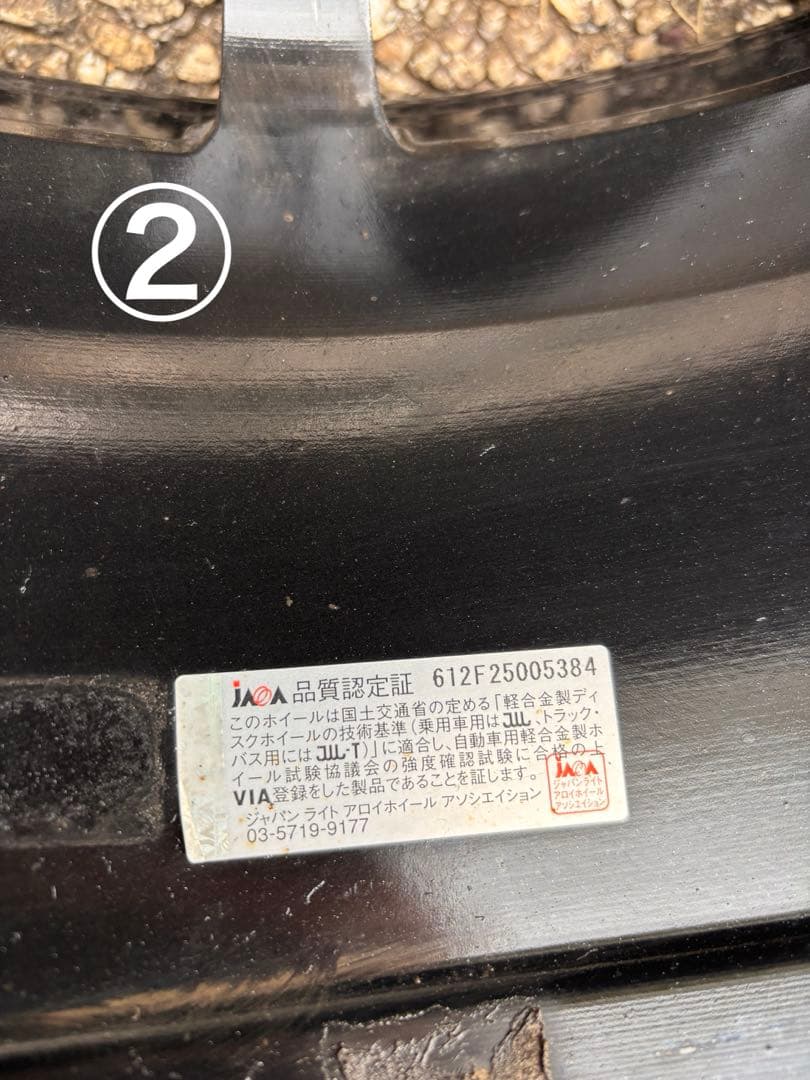 ②
JAWA 品質認定証 612F25005384
このホイールは国土交通省の定める「軽合金製ディ
スクホイールの技術基準(乗用車用はJWL、トラック・
バス用にはJWL-T)」に適合し、自動車用軽合金製ホ
イール試験協議会の強度確認試験に合格の上
VIA登録をした製品であることを証します。
ジャパン ライト アロイホイール アソシエイション
03-5719-9177
JAWA
ジャパンライト
アロイホイール
アソシエイション